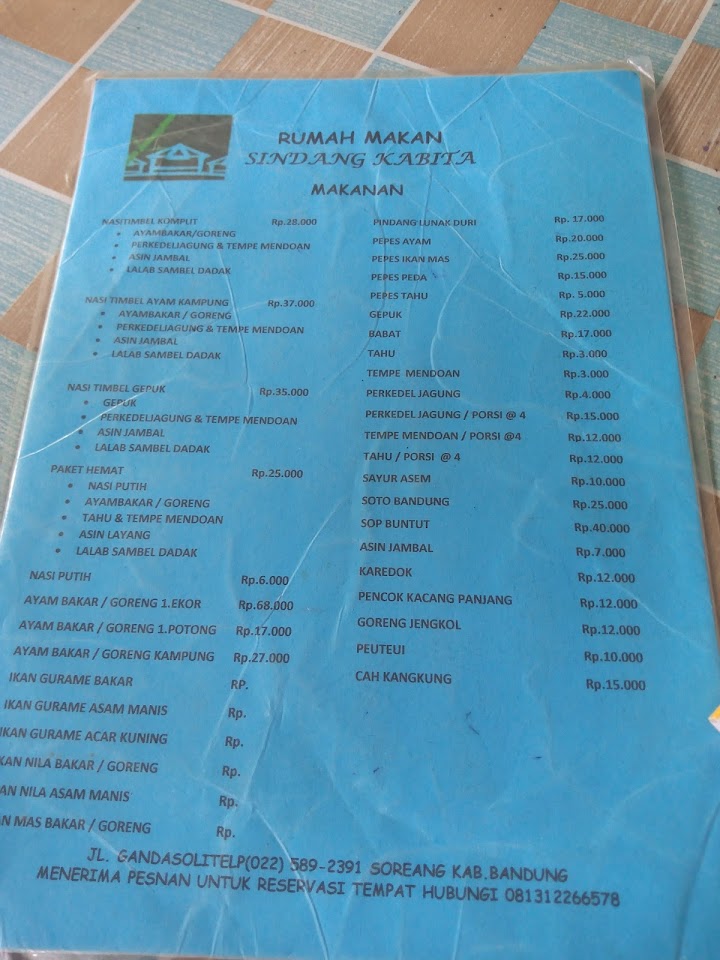 RUMAH MAKAN
SINDANG KABITA
MAKANAN
NASITIMBEL KOMPLIT Rp.28.000
• AYAMBAKAR/GORENG
• PERKEDELJAGUNG & TEMPE MENDOAN
• ASIN JAMBAL
• LALAB SAMBEL DADAK
NASI TIMBEL AYAM KAMPUNG Rp.37.000
• AYAMBAKAR / GORENG
• PERKEDELJAGUNG & TEMPE MENDOAN
• ASIN JAMBAL
• LALAB SAMBEL DADAK
NASI TIMBEL GEPUK Rp.35.000
• GEPUK
• PERKEDELJAGUNG & TEMPE MENDOAN
• ASIN JAMBAL
• LALAB SAMBEL DADAK
PAKET HEMAT Rp.25.000
• NASI PUTIH
• AYAMBAKAR / GORENG
• TAHU & TEMPE MENDOAN
• ASIN LAYANG
• LALAB SAMBEL DADAK
NASI PUTIH Rp.6.000
AYAM BAKAR / GORENG 1.EKOR Rp.68.000
AYAM BAKAR / GORENG 1.POTONG Rp.17.000
AYAM BAKAR / GORENG KAMPUNG Rp.27.000
IKAN GURAME BAKAR RP.
IKAN GURAME ASAM MANIS Rp.
IKAN GURAME ACAR KUNING Rp.
KAN NILA BAKAR / GORENG Rp.
AN NILA ASAM MANIS Rp.
N MAS BAKAR / GORENG Rp.
PINDANG LUNAK DURI Rp. 17.000
PEPES AYAM Rp.20.000
PEPES IKAN MAS Rp.25.000
PEPES PEDA Rp.15.000
PEPES TAHU Rp. 5.000
GEPUK Rp.22.000
BABAT Rp.17.000
TAHU Rp.3.000
TEMPE MENDOAN Rp.3.000
PERKEDEL JAGUNG Rp.4.000
PERKEDEL JAGUNG / PORSI @ 4 Rp.15.000
TEMPE MENDOAN / PORSI @4 Rp.12.000
TAHU / PORSI @ 4 Rp.12.000
SAYUR ASEM Rp.10.000
SOTO BANDUNG Rp.25.000
SOP BUNTUT Rp.40.000
ASIN JAMBAL Rp.7.000
KAREDOK Rp.12.000
PENCOK KACANG PANJANG Rp.12.000
GORENG JENGKOL Rp.12.000
PEUTEUI Rp.10.000
CAH KANGKUNG Rp.15.000
JL. GANDASOLITELP(022) 589-2391 SOREANG KAB.BANDUNG
MENERIMA PESNAN UNTUK RESERVASI TEMPAT HUBUNGI 081312266578